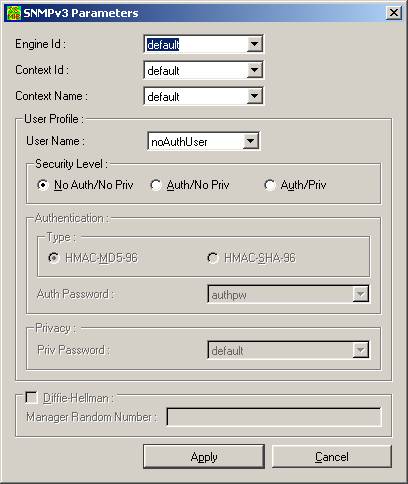 SNMPv3 Parameters
Engine Id : default
Context Id : default
Context Name : default
User Profile :
User Name : noAuthUser
Security Level :
No Auth/No Priv Auth/No Priv Auth/Priv
Authentication :
Type :
HMAC-MD5-96 HMAC-SHA-96
Auth Password : authpw
Privacy :
Priv Password : default
Diffie-Hellman :
Manager Random Number :
Apply Cancel